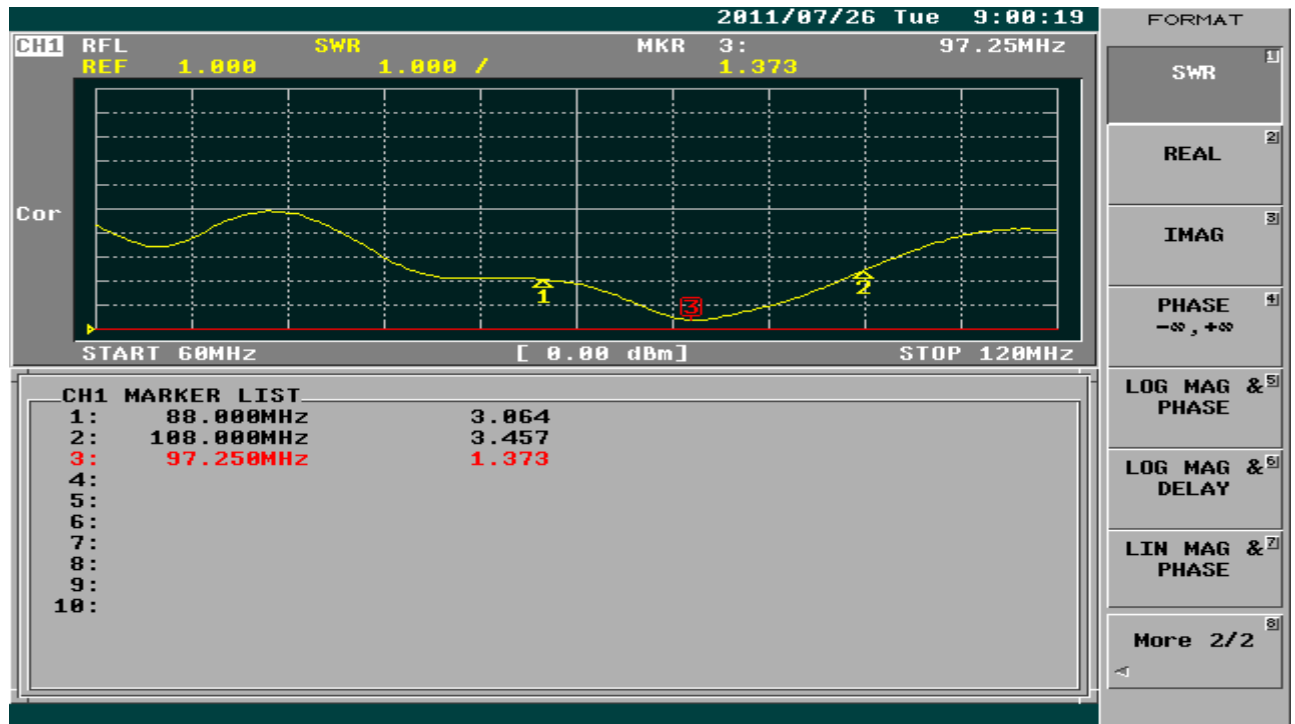 2011/07/26 Tue 9:00:19
CH1 RFL SWR MKR 3: 97.25MHz
REF 1.000 1.000 / 1.373
Cor
1
2
3
START 60MHz [ 0.00 dBm] STOP 120MHz
CH1 MARKER LIST
1: 88.000MHz 3.064
2: 108.000MHz 3.457
3: 97.250MHz 1.373
4:
5:
6:
7:
8:
9:
10:
FORMAT
SWR 1
REAL 2
IMAG 3
PHASE 4
-∞,+∞
LOG MAG & 5
PHASE
LOG MAG & 6
DELAY
LIN MAG & 7
PHASE
More 2/2 8